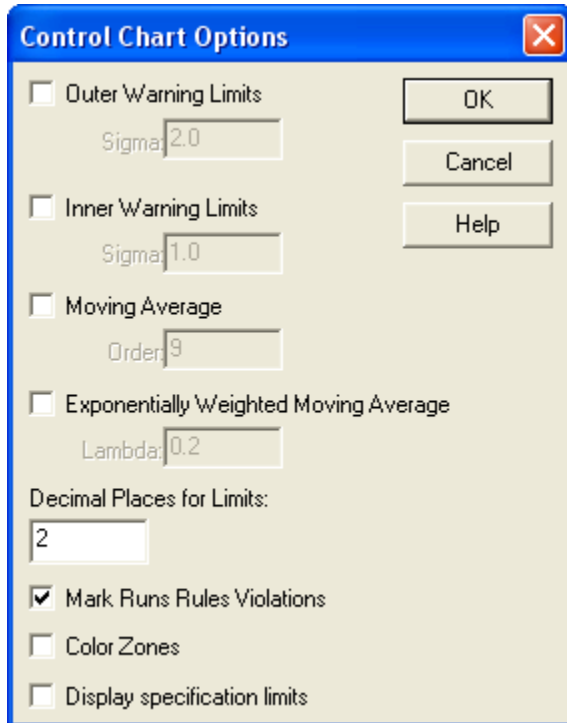 Control Chart Options
Outer Warning Limits
Sigma: 2.0
Inner Warning Limits
Sigma: 1.0
Moving Average
Order: 9
Exponentially Weighted Moving Average
Lambda: 0.2
Decimal Places for Limits:
2
Mark Runs Rules Violations
Color Zones
Display specification limits
OK
Cancel
Help